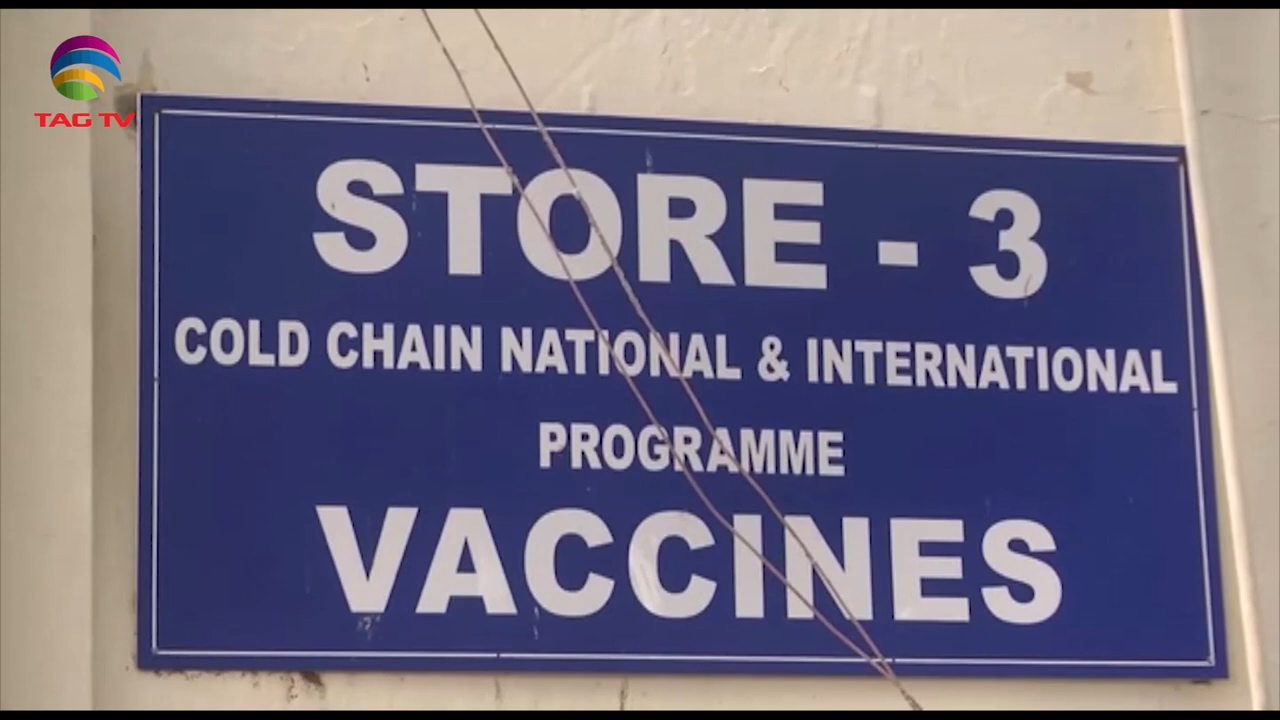 TAG TV
STORE - 3
COLD CHAIN NATIONAL & INTERNATIONAL
PROGRAMME
VACCINES